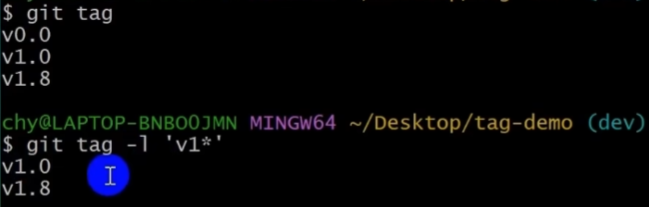 $ git tag
v0.0
v1.0
v1.8
chy@LAPTOP-BNBOOJMN MINGW64 ~/Desktop/tag-demo (dev)
$ git tag -l 'v1*'
v1.0
v1.8